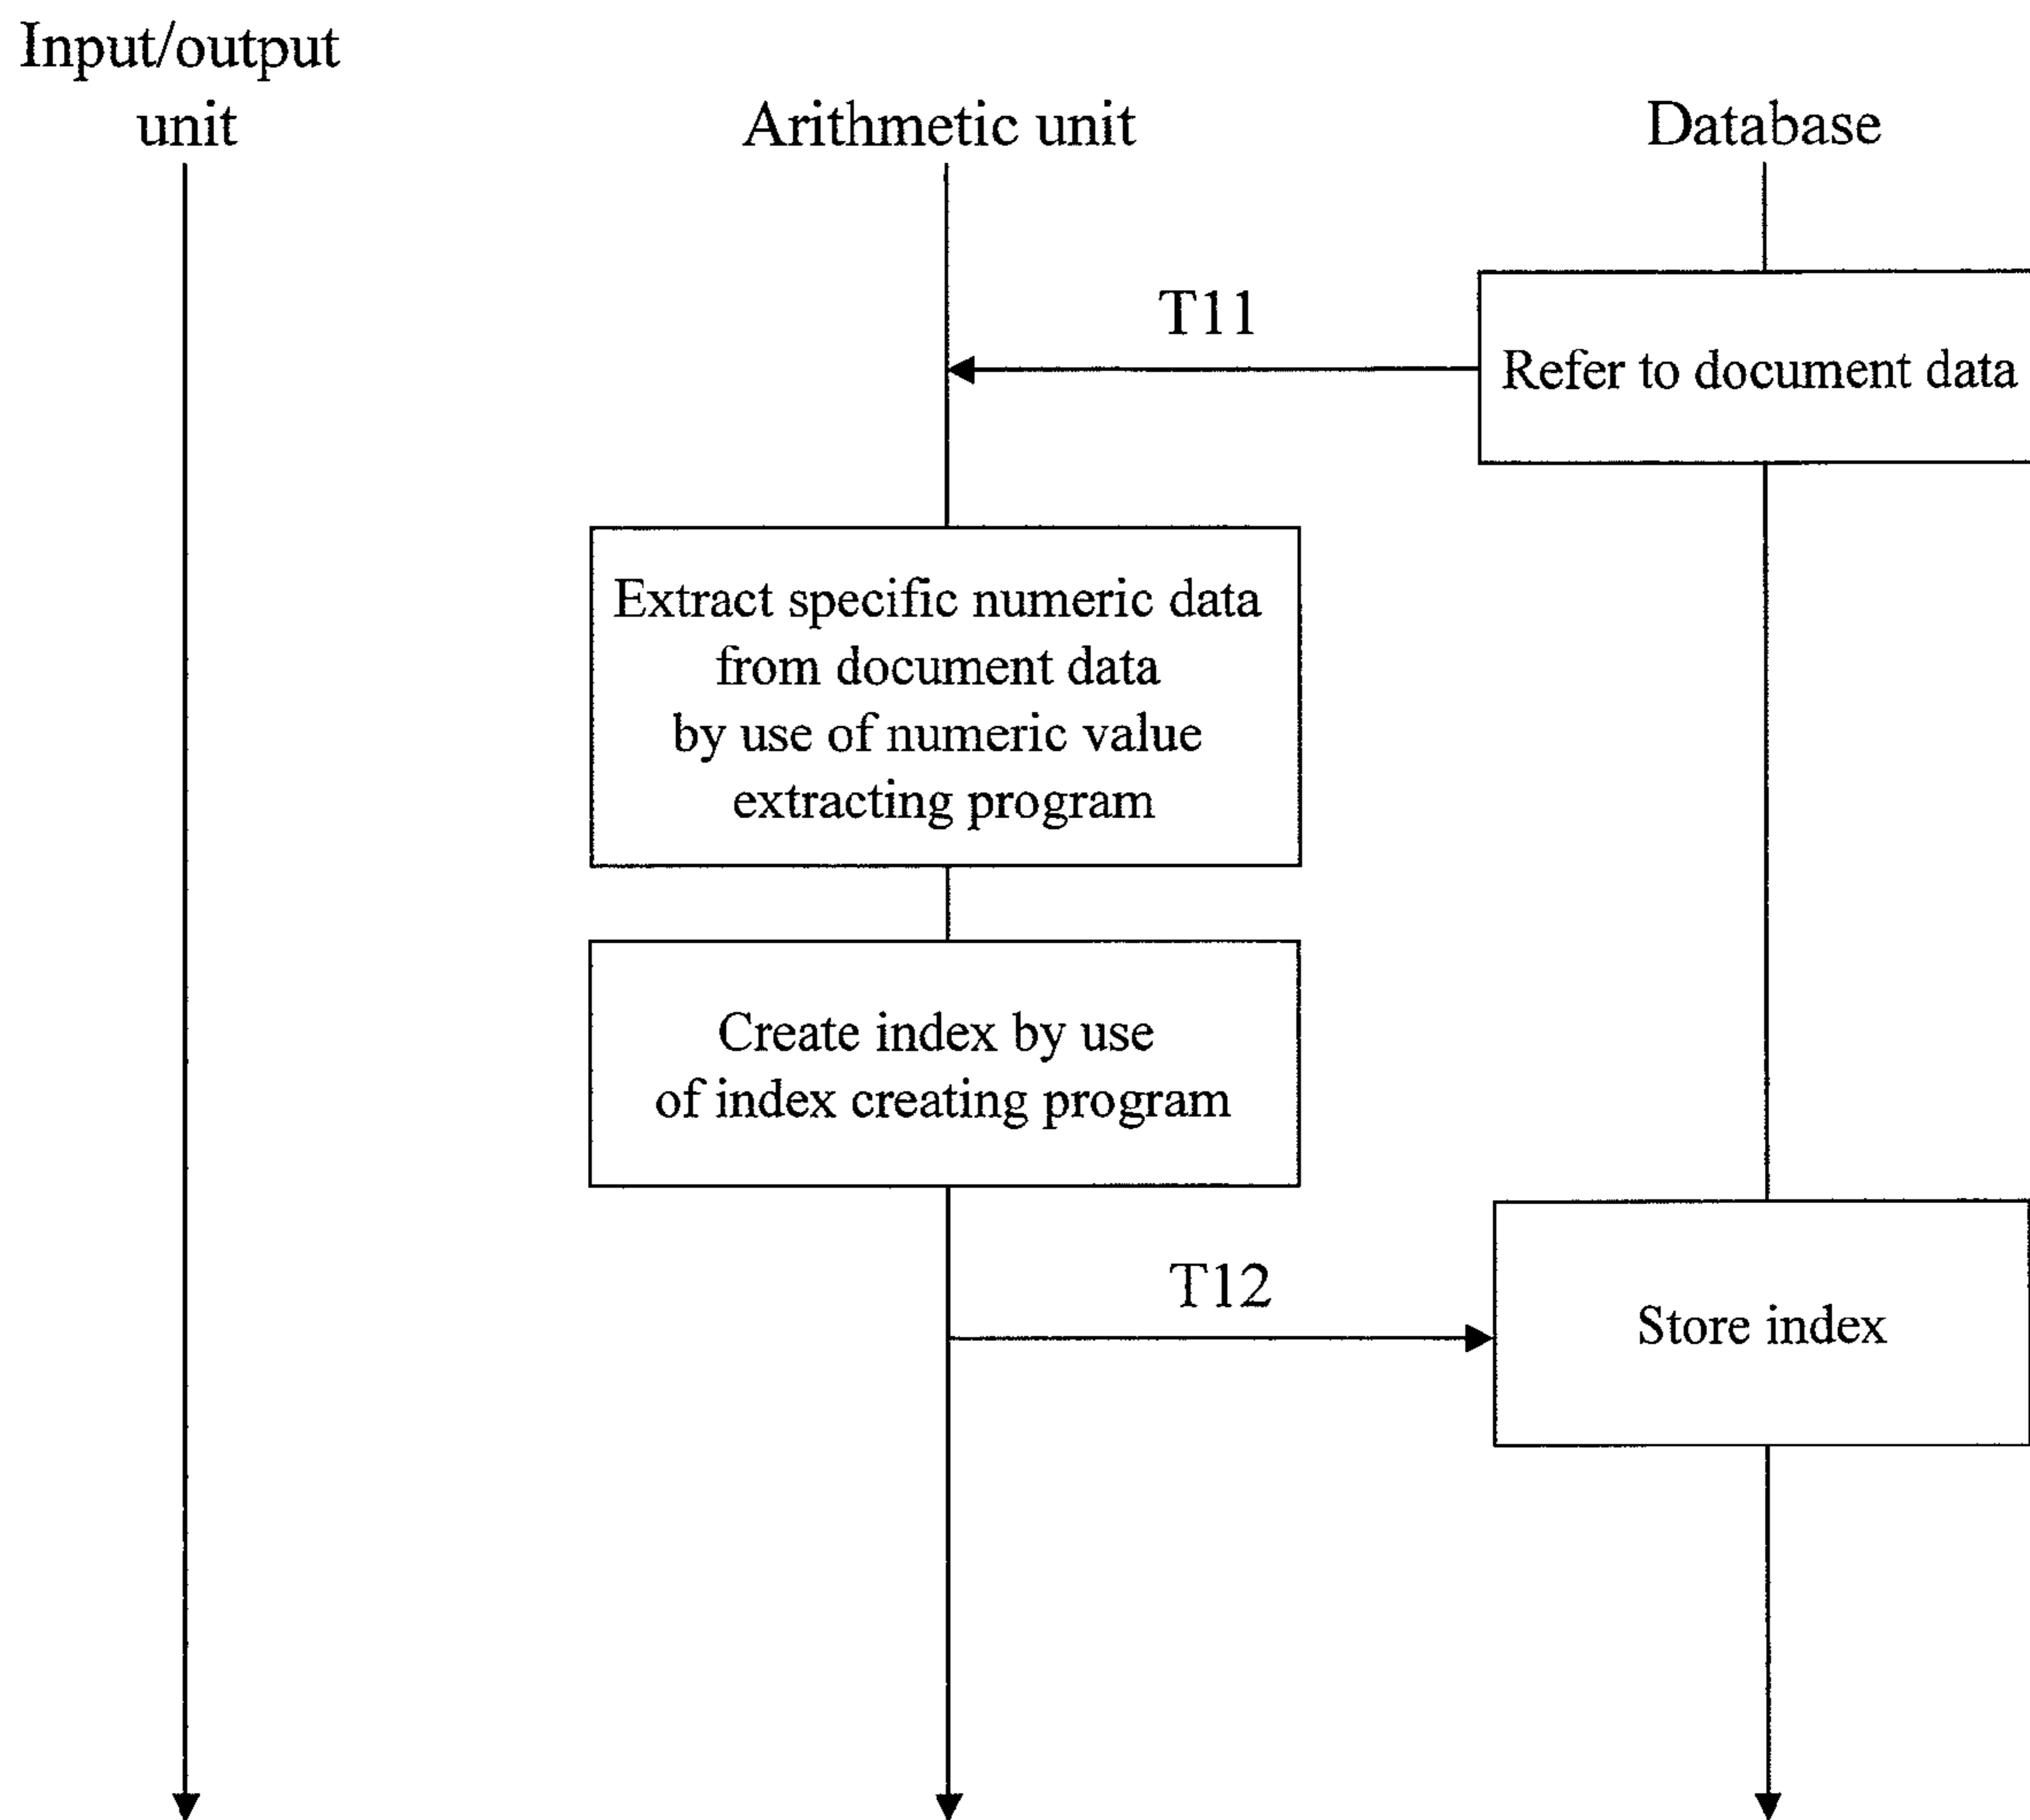 Input/output
unit
Arithmetic unit
Database
T11
Refer to document data
Extract specific numeric data
from document data
by use of numeric value
extracting program
Create index by use
of index creating program
T12
Store index